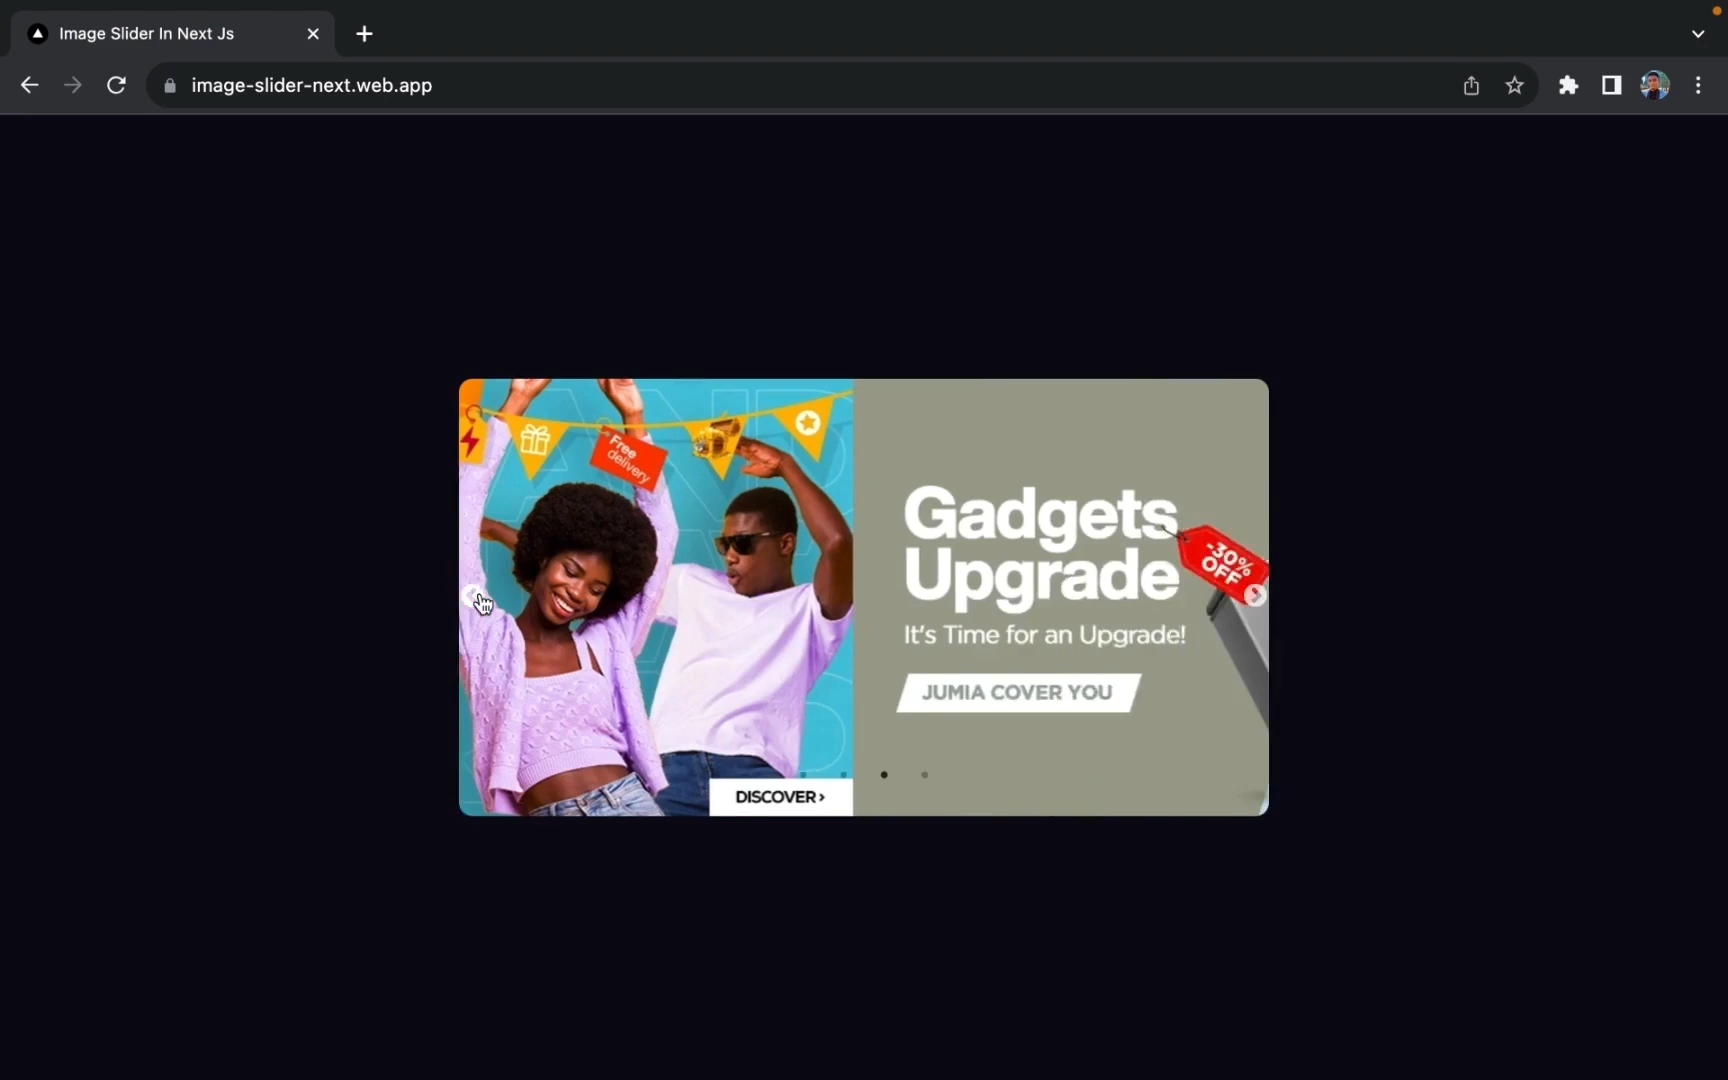 Image Slider In Next Js
image-slider-next.web.app
Free
delivery
Gadgets
Upgrade
-30%
OFF
It's Time for an Upgrade!
JUMIA COVER YOU
DISCOVER›